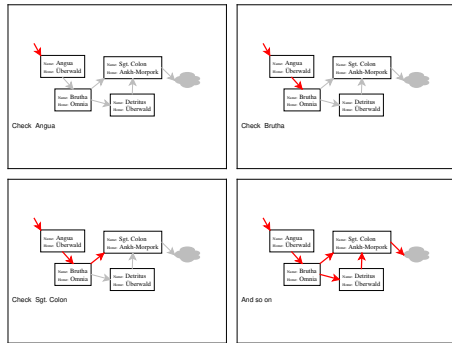 Name: Angua
Home: Überwald
Name: Sgt. Colon
Home: Ankh-Morpork
Name: Brutha
Home: Omnia
Name: Detritus
Home: Überwald
Check Angua
Name: Angua
Home: Überwald
Name: Sgt. Colon
Home: Ankh-Morpork
Name: Brutha
Home: Omnia
Name: Detritus
Home: Überwald
Check Brutha
Name: Angua
Home: Überwald
Name: Sgt. Colon
Home: Ankh-Morpork
Name: Brutha
Home: Omnia
Name: Detritus
Home: Überwald
Check Sgt. Colon
Name: Angua
Home: Überwald
Name: Sgt. Colon
Home: Ankh-Morpork
Name: Brutha
Home: Omnia
Name: Detritus
Home: Überwald
And so on